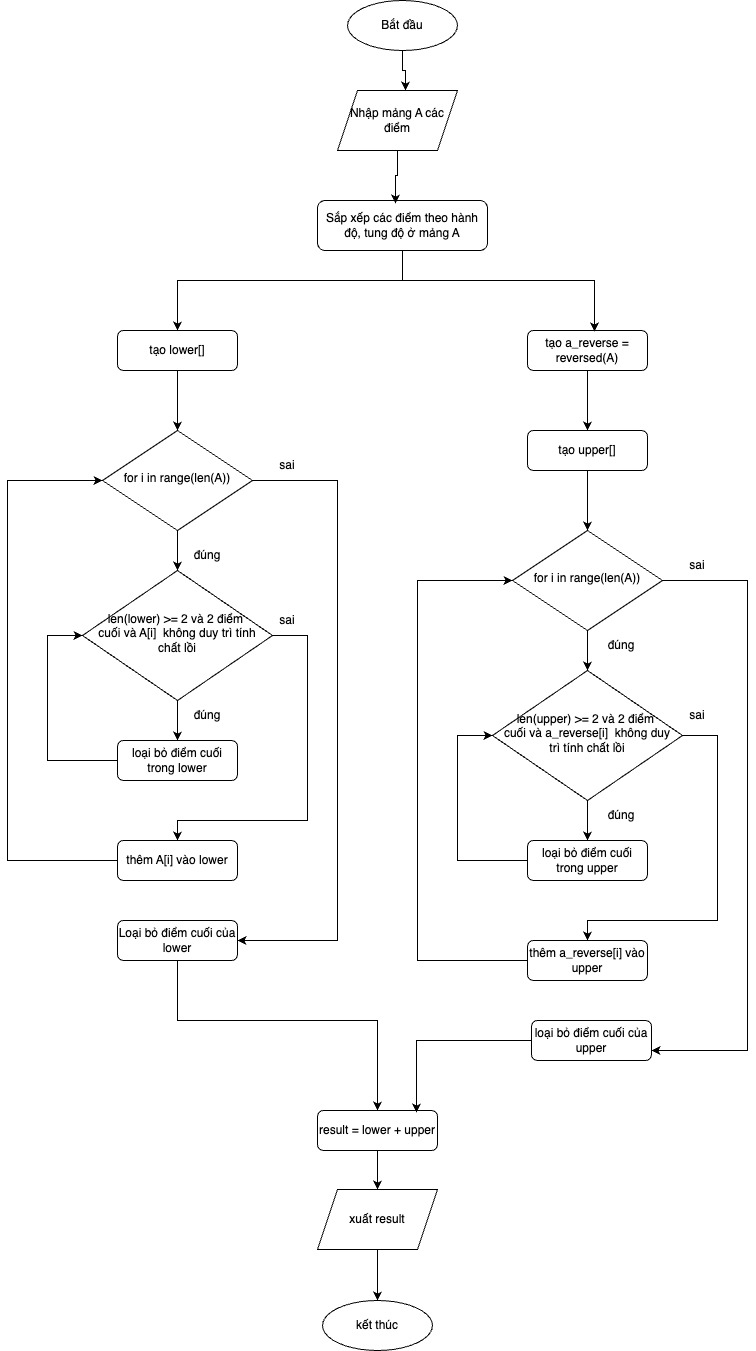 Bắt đầu
Nhập mảng A các
điểm
Sắp xếp các điểm theo hành
độ, tung độ ở mảng A
tạo lower[]
tạo a_reverse =
reversed(A)
for i in range(len(A))
sai
đúng
tạo upper[]
len(lower) >= 2 và 2 điểm
cuối và A[i] không duy trì tính
chất lồi
sai
đúng
loại bỏ điểm cuối
trong lower
thêm A[i] vào lower
Loại bỏ điểm cuối của
lower
for i in range(len(A))
sai
đúng
len(upper) >= 2 và 2 điểm
cuối và a_reverse[i] không duy
trì tính chất lồi
sai
đúng
loại bỏ điểm cuối
trong upper
thêm a_reverse[i] vào
upper
loại bỏ điểm cuối của
upper
result = lower + upper
xuất result
kết thúc